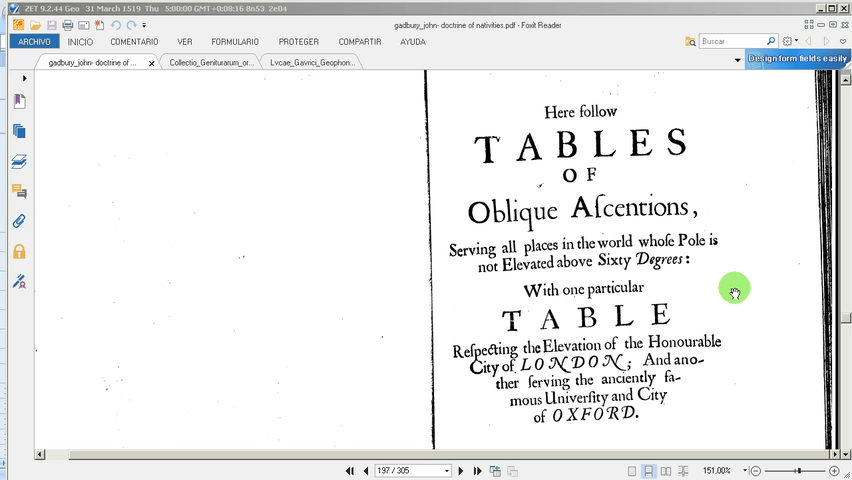 ZET 9.2.44 Geo 31 March 1519 Thu 5:00:00 GMT+0:08:16 8n53 2e04
gadbury_john- doctrine of nativities.pdf - Foxit Reader
ARCHIVO INICIO COMENTARIO VER FORMULARIO PROTEGER COMPARTIR AYUDA
Buscar
gadbury_john- doctrine of ... Collectio_Geniturarum_or... Lvcae_Gavrici_Geophon...
Design form fields easily
Here follow
TABLES
OF
Oblique Aſcentions,
Serving all places in the world whoſe Pole is
not Elevated above Sixty Degrees:
With one particular
TABLE
Reſpecting the Elevation of the Honourable
City of LONDON; And ano-
ther ſerving the anciently fa-
mous Univerſity and City
of OXFORD.
197 / 305
151,00%